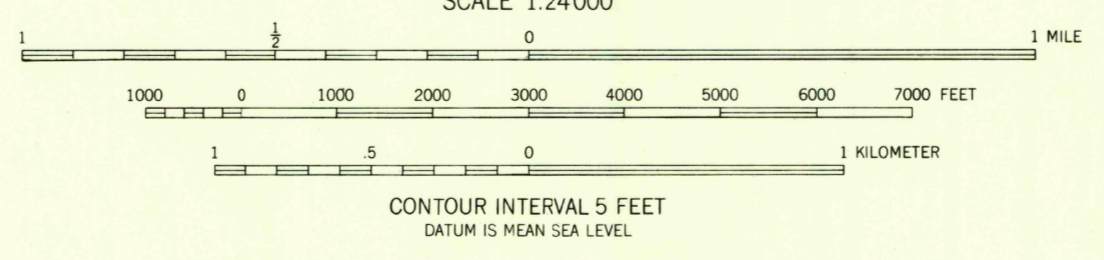 SCALE 1:24000
1 1/2 0 1 MILE
1000 0 1000 2000 3000 4000 5000 6000 7000 FEET
1 .5 0 1 KILOMETER
CONTOUR INTERVAL 5 FEET
DATUM IS MEAN SEA LEVEL